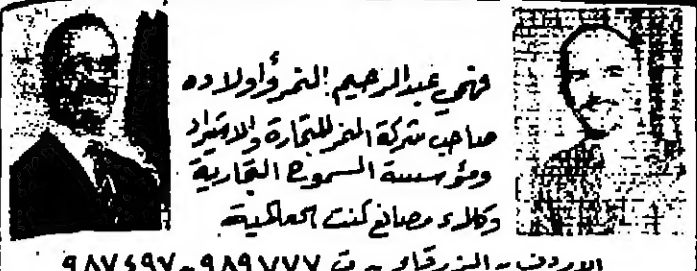 فهمي عبدالرحيم النمر وأولاده
صاحب شركة النمر للتجارة والاستيراد
ومؤسسة السموح التجارية
وكلاء مصانع كنت العالمية
الاردن - الزرقاء - ت ٩٨٩٧٧٧ - ٩٨٧٤٩٧